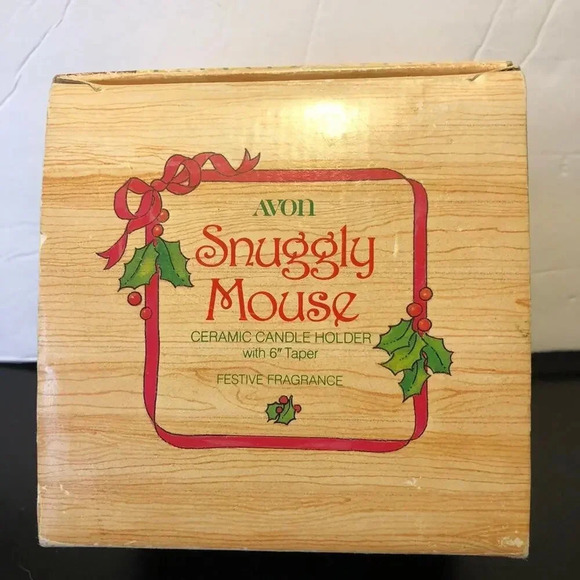 AVON
Snuggly
Mouse
CERAMIC CANDLE HOLDER
with 6" Taper
FESTIVE FRAGRANCE